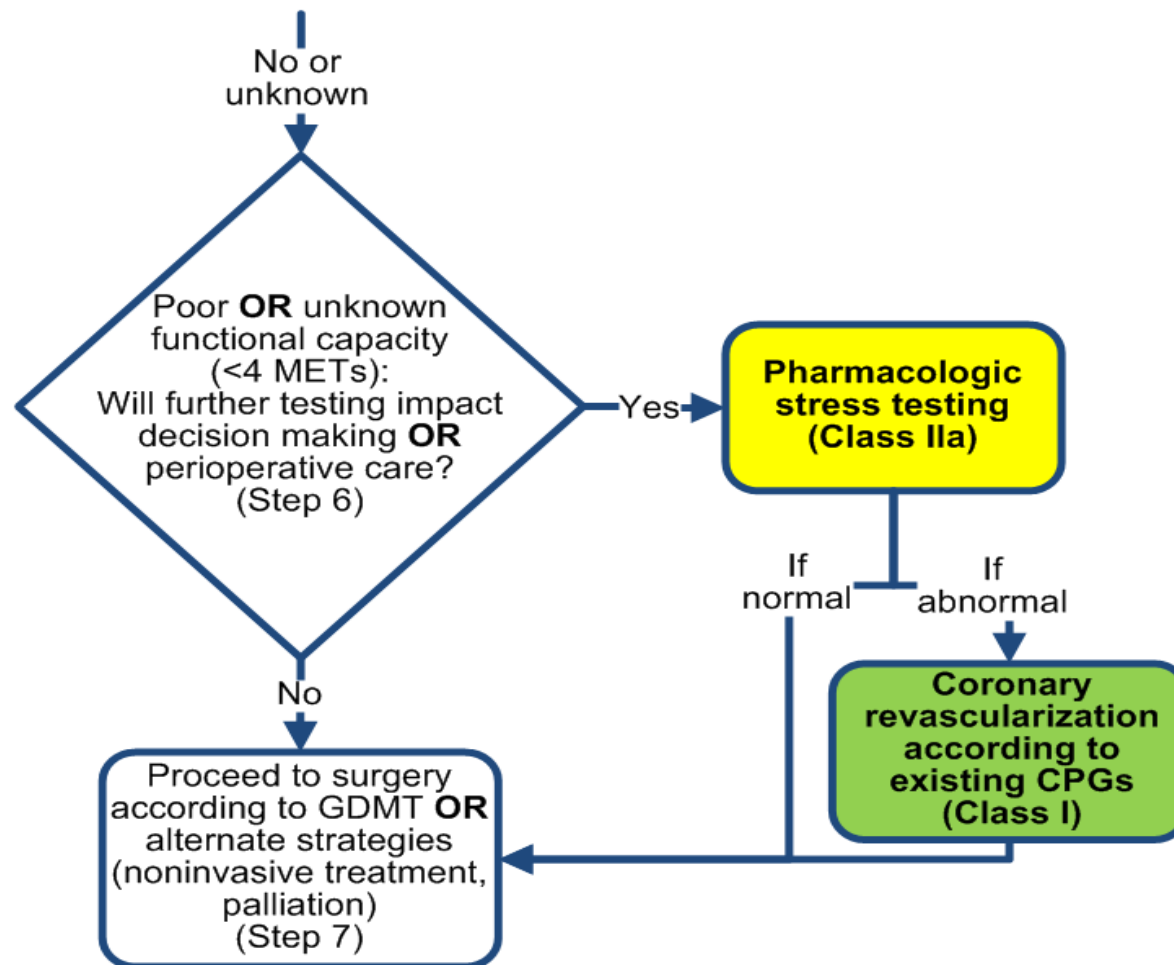 No or
unknown
Poor OR unknown
functional capacity
(<4 METs):
Will further testing impact
decision making OR
perioperative care?
(Step 6)
Yes
Pharmacologic
stress testing
(Class IIa)
If
normal
If
abnormal
Coronary
revascularization
according to
existing CPGs
(Class I)
No
Proceed to surgery
according to GDMT OR
alternate strategies
(noninvasive treatment,
palliation)
(Step 7)